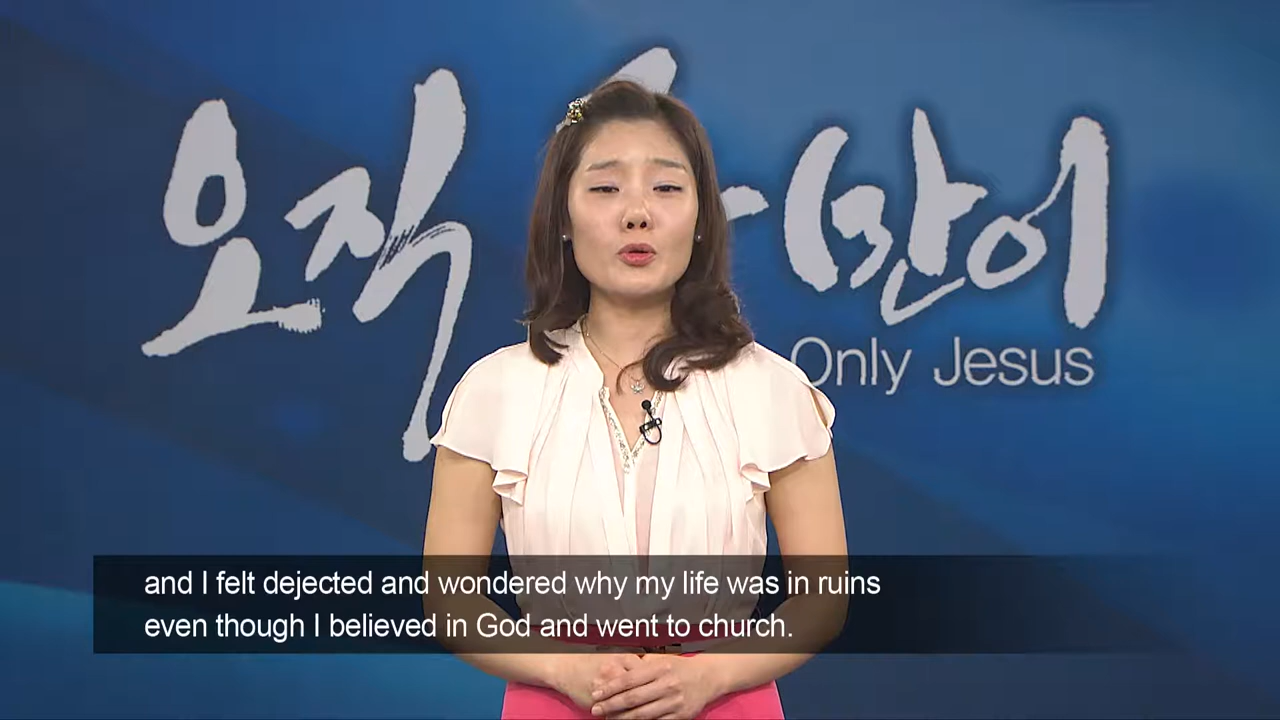 오직 만이
Only Jesus
and I felt dejected and wondered why my life was in ruins
even though I believed in God and went to church.